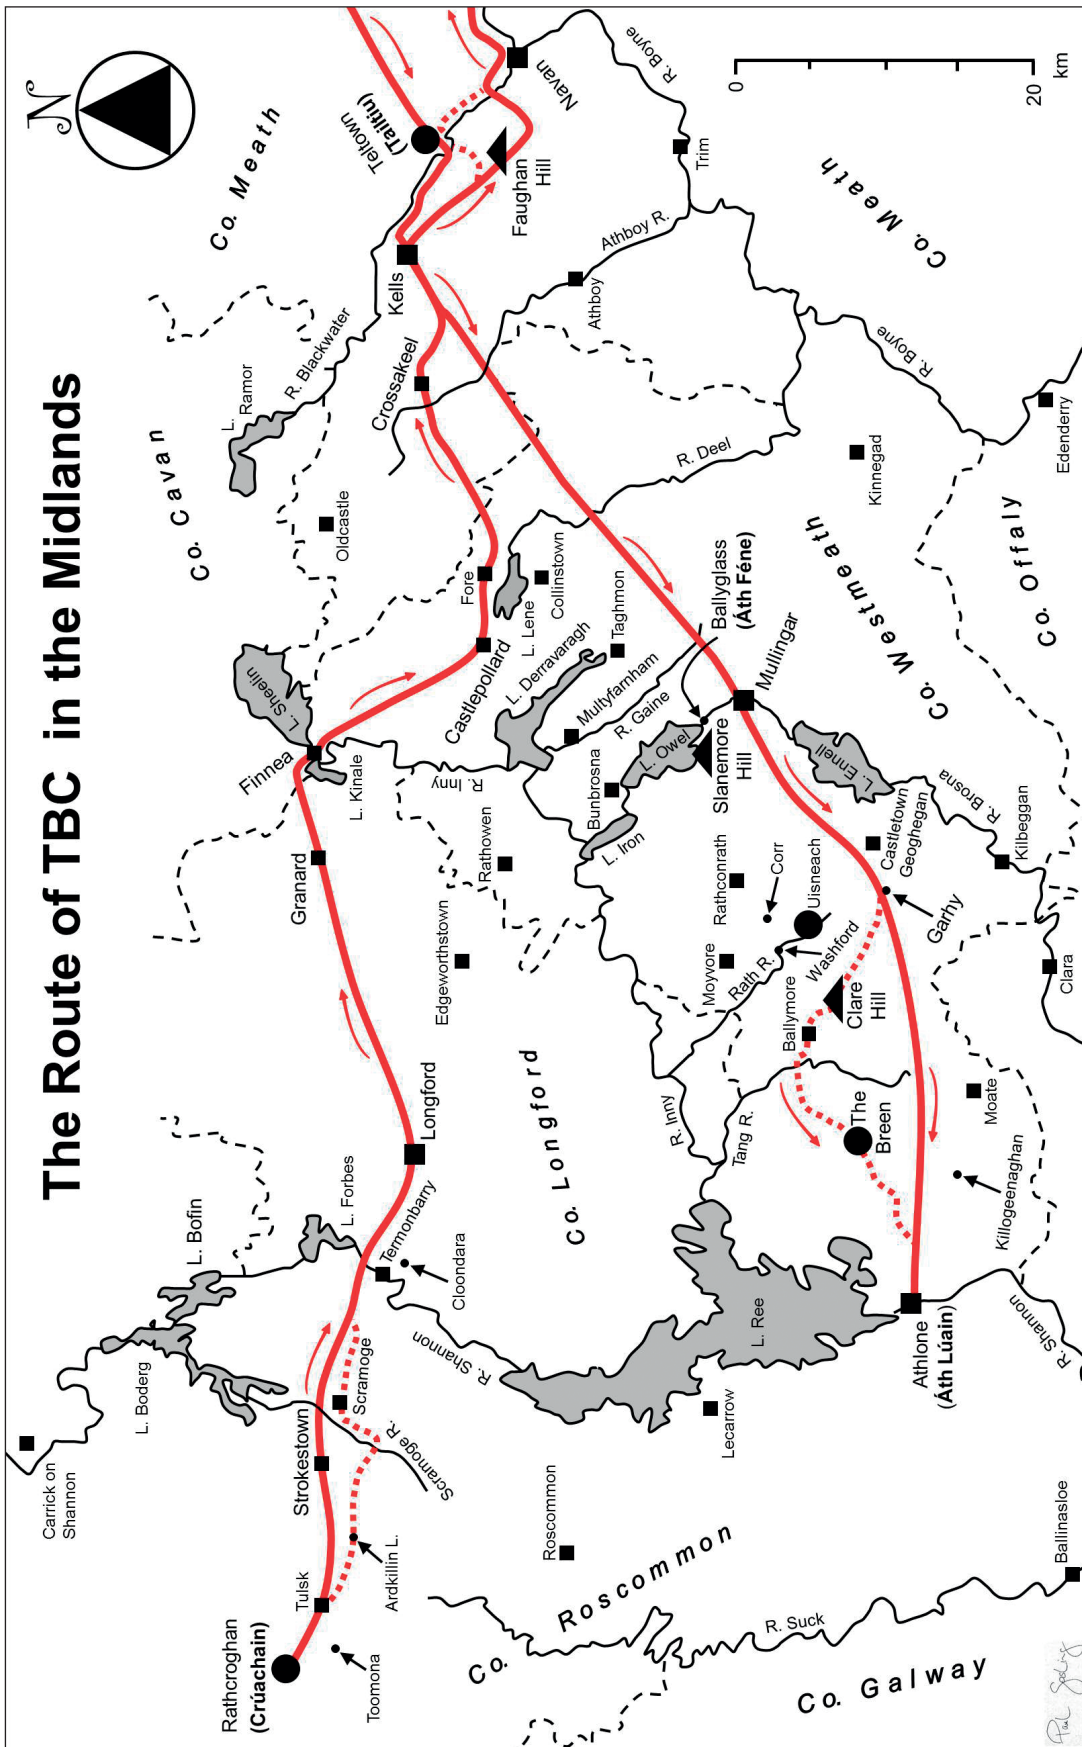 The Route of TBC in the Midlands
N
Carrick on
Shannon
L. Boderg
L. Bofin
L. Forbes
Co. Cavan
L.
Ramor
R. Blackwater
Oldcastle
Co. Meath
Teltown
(Tailtiu)
Navan
R. Boyne
Faughan
Hill
Kells
Crossakeel
Athboy R.
Athboy
Trim
Co. Meath
0
20
km
Rathcroghan
(Crúachain)
Toomona
Tulsk
Ardkillin L.
Strokestown
Scramoge
Scramoge R.
Termonbarry
Cloondara
Longford
Granard
Finnea
L. Sheelin
L. Kinale
R. Inny
Castlepollard
Fore
L. Lene
Collinstown
L. Derravaragh
Taghmon
Multyfarnham
R. Gaine
Edgeworthstown
Rathowen
Bunbrosna
L. Owel
L. Iron
Slanemore
Hill
Ballyglass
(Áth Féne)
Mullingar
R. Deel
R. Boyne
Kinnegad
Edenderry
Co. Longford
R. Shannon
R. Inny
Tang R.
Moyvore
Rath R.
Rathconrath
Corr
Uisneach
Washford
Ballymore
Clare
Hill
Castletown
Geoghegan
L. Ennell
R. Brosna
Kilbeggan
Garhy
Clara
Co. Westmeath
Co. Offaly
Roscommon
Lecarrow
L. Ree
The
Breen
Moate
Killogeenaghan
Athlone
(Áth Lúain)
R. Shannon
Co. Roscommon
R. Suck
Co. Galway
Ballinasloe